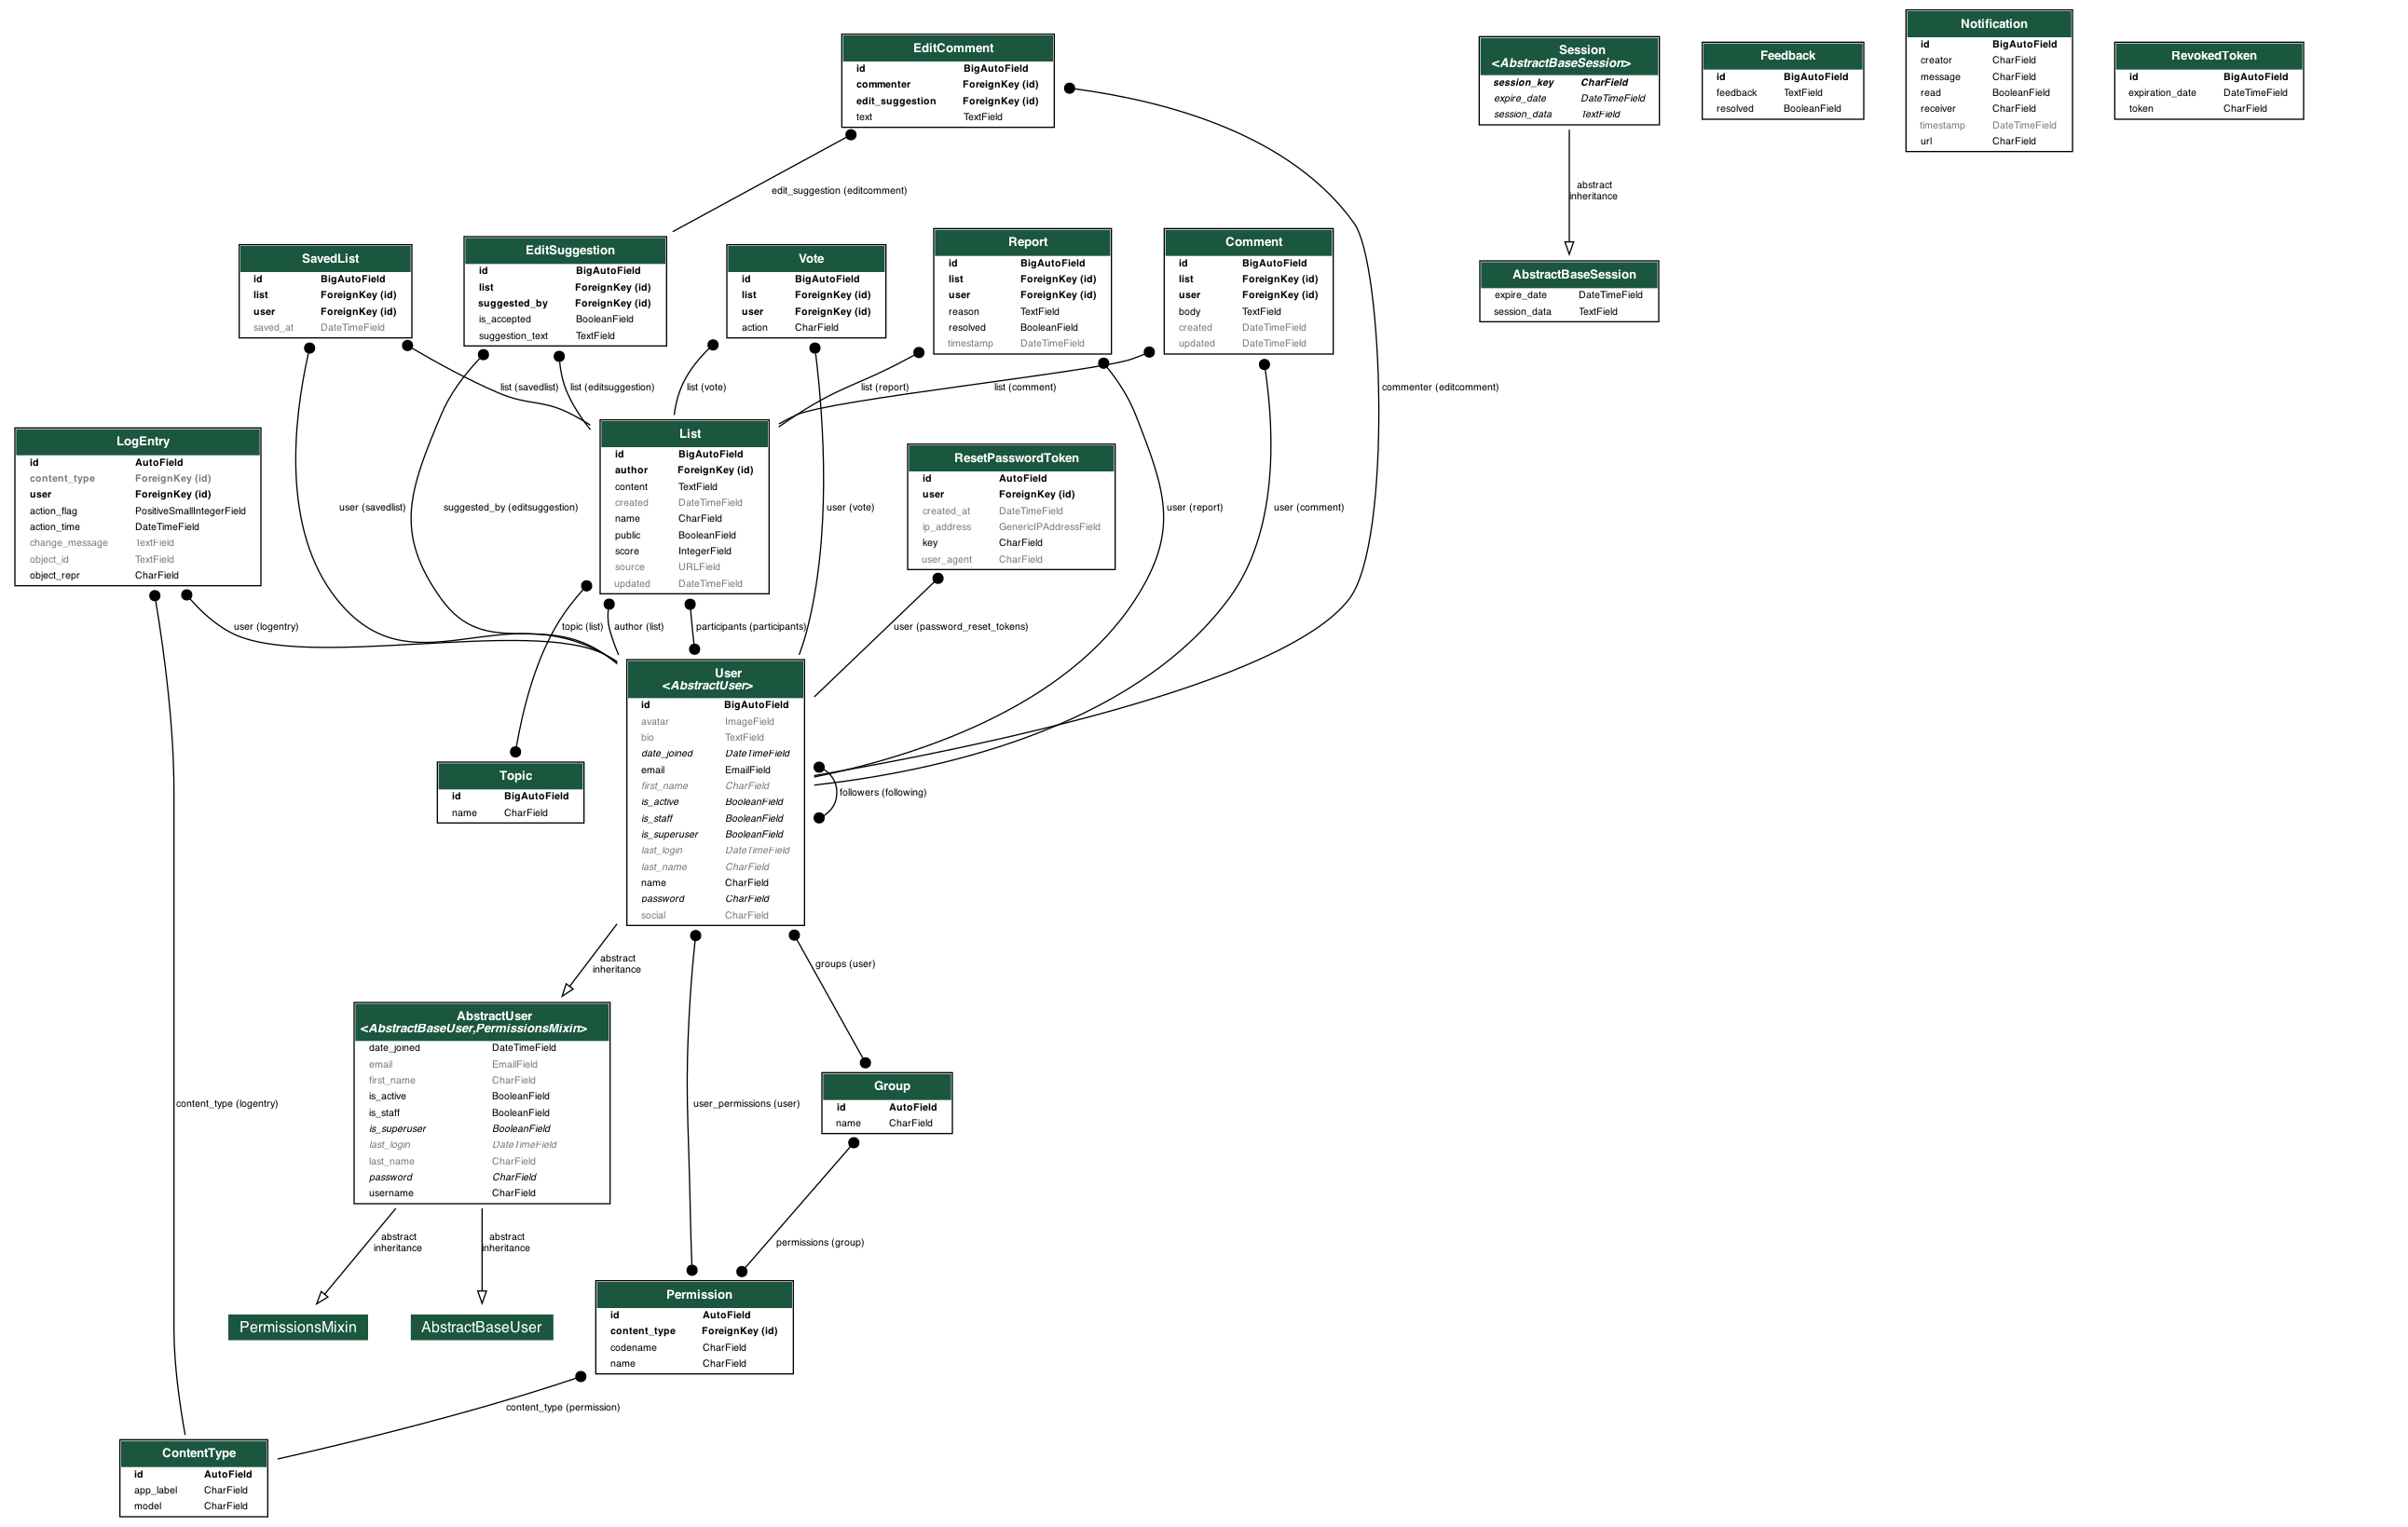 EditComment
id BigAutoField
commenter ForeignKey (id)
edit_suggestion ForeignKey (id)
text TextField
Session
<AbstractBaseSession>
session_key CharField
expire_date DateTimeField
session_data TextField
Feedback
id BigAutoField
feedback TextField
resolved BooleanField
Notification
id BigAutoField
creator CharField
message CharField
read BooleanField
receiver CharField
timestamp DateTimeField
url CharField
RevokedToken
id BigAutoField
expiration_date DateTimeField
token CharField
edit_suggestion (editcomment)
abstract
inheritance
SavedList
id BigAutoField
list ForeignKey (id)
user ForeignKey (id)
saved_at DateTimeField
EditSuggestion
id BigAutoField
list ForeignKey (id)
suggested_by ForeignKey (id)
is_accepted BooleanField
suggestion_text TextField
Vote
id BigAutoField
list ForeignKey (id)
user ForeignKey (id)
action CharField
Report
id BigAutoField
list ForeignKey (id)
user ForeignKey (id)
reason TextField
resolved BooleanField
timestamp DateTimeField
Comment
id BigAutoField
list ForeignKey (id)
user ForeignKey (id)
body TextField
created DateTimeField
updated DateTimeField
AbstractBaseSession
expire_date DateTimeField
session_data TextField
list (savedlist)
list (editsuggestion)
list (vote)
list (report)
list (comment)
commenter (editcomment)
LogEntry
id AutoField
content_type ForeignKey (id)
user ForeignKey (id)
action_flag PositiveSmallIntegerField
action_time DateTimeField
change_message TextField
object_id TextField
object_repr CharField
user (savedlist)
suggested_by (editsuggestion)
List
id BigAutoField
author ForeignKey (id)
content TextField
created DateTimeField
name CharField
public BooleanField
score IntegerField
source URLField
updated DateTimeField
user (vote)
ResetPasswordToken
id AutoField
user ForeignKey (id)
created_at DateTimeField
ip_address GenericIPAddressField
key CharField
user_agent CharField
user (report)
user (comment)
user (logentry)
topic (list)
author (list)
participants (participants)
user (password_reset_tokens)
User
<AbstractUser>
id BigAutoField
avatar ImageField
bio TextField
date_joined DateTimeField
email EmailField
first_name CharField
is_active BooleanField
is_staff BooleanField
is_superuser BooleanField
last_login DateTimeField
last_name CharField
name CharField
password CharField
social CharField
followers (following)
Topic
id BigAutoField
name CharField
abstract
inheritance
groups (user)
AbstractUser
<AbstractBaseUser,PermissionsMixin>
date_joined DateTimeField
email EmailField
first_name CharField
is_active BooleanField
is_staff BooleanField
is_superuser BooleanField
last_login DateTimeField
last_name CharField
password CharField
username CharField
content_type (logentry)
user_permissions (user)
Group
id AutoField
name CharField
abstract
inheritance
abstract
inheritance
permissions (group)
PermissionsMixin
AbstractBaseUser
Permission
id AutoField
content_type ForeignKey (id)
codename CharField
name CharField
content_type (permission)
ContentType
id AutoField
app_label CharField
model CharField